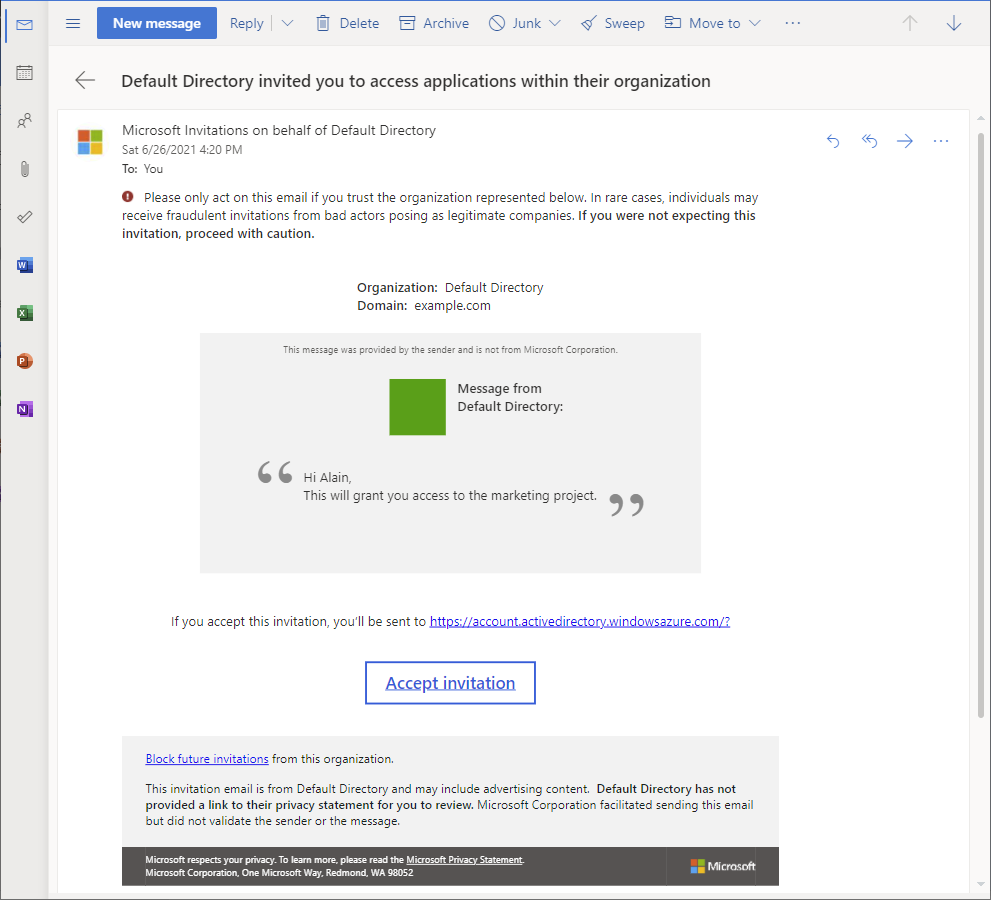 New message Reply Delete Archive Junk Sweep Move to ···
Default Directory invited you to access applications within their organization
Microsoft Invitations on behalf of Default Directory
Sat 6/26/2021 4:20 PM
To: You
Please only act on this email if you trust the organization represented below. In rare cases, individuals may
receive fraudulent invitations from bad actors posing as legitimate companies. If you were not expecting this
invitation, proceed with caution.
Organization: Default Directory
Domain: example.com
This message was provided by the sender and is not from Microsoft Corporation.
Message from
Default Directory:
“ Hi Alain,
This will grant you access to the marketing project. ”
If you accept this invitation, you'll be sent to https://account.activedirectory.windowsazure.com/?
Accept invitation
Block future invitations from this organization.
This invitation email is from Default Directory and may include advertising content. Default Directory has not
provided a link to their privacy statement for you to review. Microsoft Corporation facilitated sending this email
but did not validate the sender or the message.
Microsoft respects your privacy. To learn more, please read the Microsoft Privacy Statement.
Microsoft Corporation, One Microsoft Way, Redmond, WA 98052
Microsoft